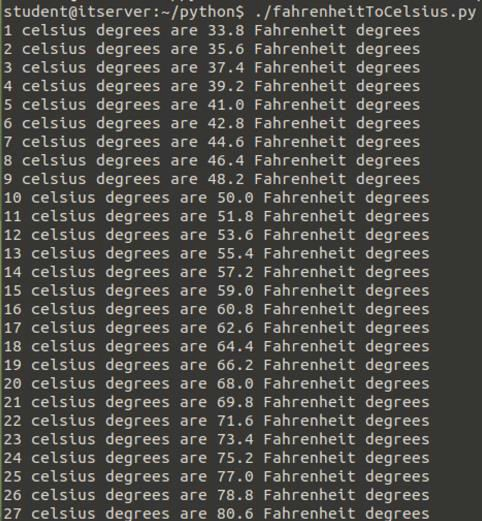 student@itserver:~/python$ ./fahrenheitToCelsius.py
1 celsius degrees are 33.8 Fahrenheit degrees
2 celsius degrees are 35.6 Fahrenheit degrees
3 celsius degrees are 37.4 Fahrenheit degrees
4 celsius degrees are 39.2 Fahrenheit degrees
5 celsius degrees are 41.0 Fahrenheit degrees
6 celsius degrees are 42.8 Fahrenheit degrees
7 celsius degrees are 44.6 Fahrenheit degrees
8 celsius degrees are 46.4 Fahrenheit degrees
9 celsius degrees are 48.2 Fahrenheit degrees
10 celsius degrees are 50.0 Fahrenheit degrees
11 celsius degrees are 51.8 Fahrenheit degrees
12 celsius degrees are 53.6 Fahrenheit degrees
13 celsius degrees are 55.4 Fahrenheit degrees
14 celsius degrees are 57.2 Fahrenheit degrees
15 celsius degrees are 59.0 Fahrenheit degrees
16 celsius degrees are 60.8 Fahrenheit degrees
17 celsius degrees are 62.6 Fahrenheit degrees
18 celsius degrees are 64.4 Fahrenheit degrees
19 celsius degrees are 66.2 Fahrenheit degrees
20 celsius degrees are 68.0 Fahrenheit degrees
21 celsius degrees are 69.8 Fahrenheit degrees
22 celsius degrees are 71.6 Fahrenheit degrees
23 celsius degrees are 73.4 Fahrenheit degrees
24 celsius degrees are 75.2 Fahrenheit degrees
25 celsius degrees are 77.0 Fahrenheit degrees
26 celsius degrees are 78.8 Fahrenheit degrees
27 celsius degrees are 80.6 Fahrenheit degrees